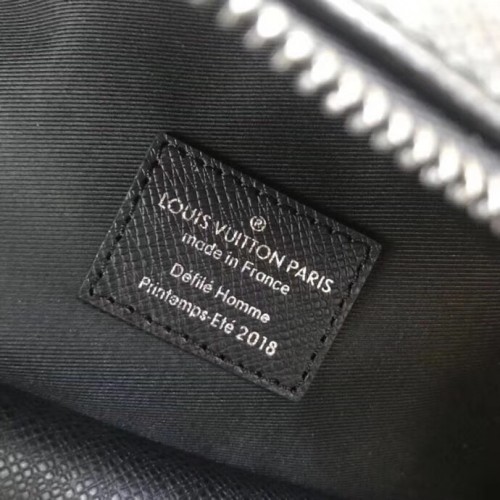 ®
LOUIS VUITTON PARIS
made in France
Défilé Homme
Printemps-Eté 2018